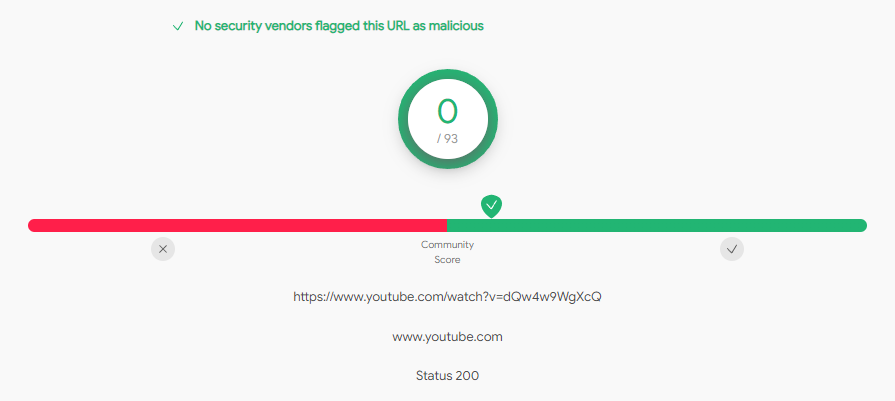 No security vendors flagged this URL as malicious
0
/ 93
Community
Score
https://www.youtube.com/watch?v=dQw4w9WgXcQ
www.youtube.com
Status 200